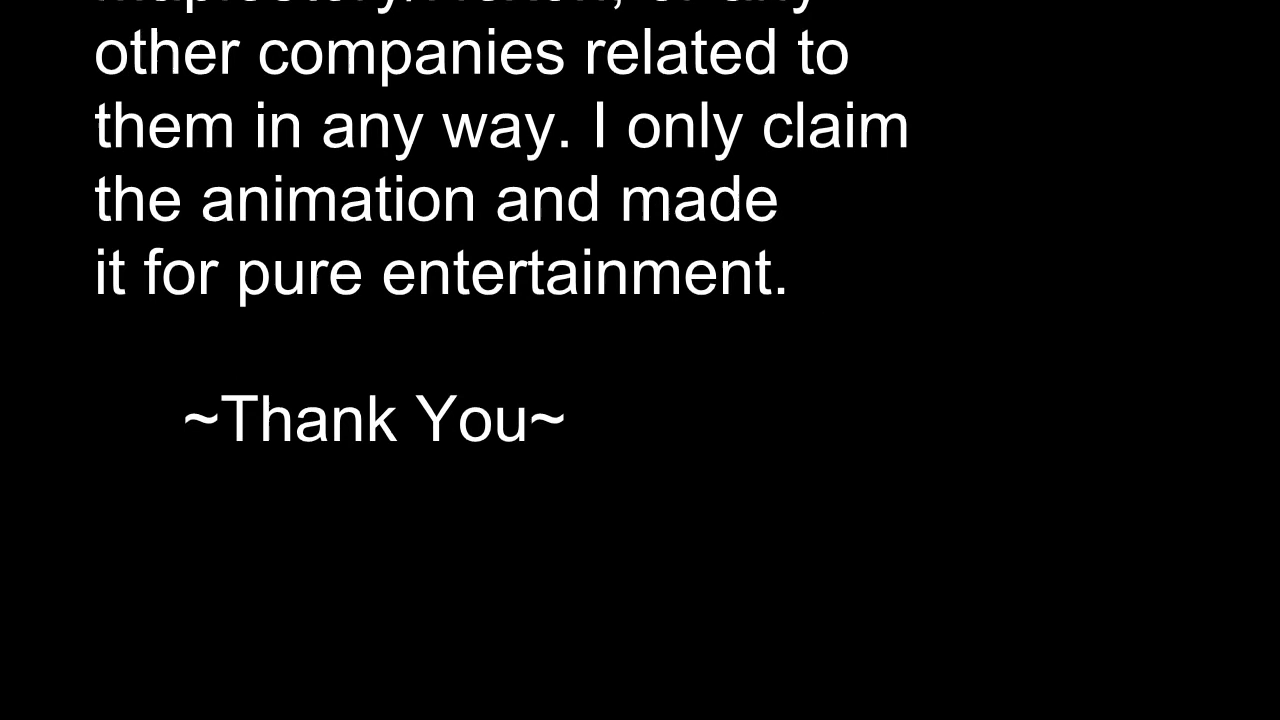 other companies related to
them in any way. I only claim
the animation and made
it for pure entertainment.
~Thank You~